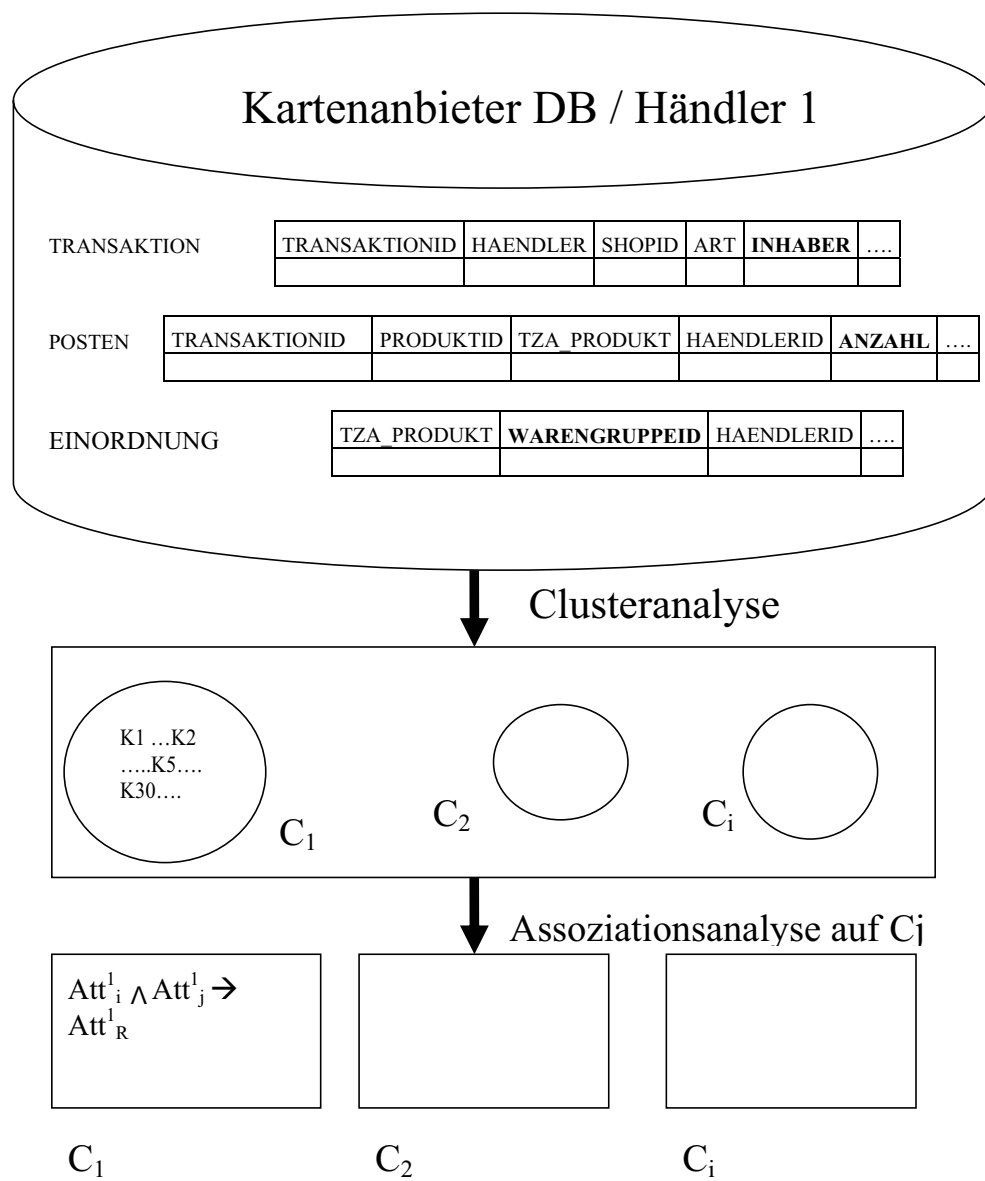 Kartenanbieter DB / Händler 1
TRANSAKTION TRANSAKTIONID HAENDLER SHOPID ART INHABER ….
POSTEN TRANSAKTIONID PRODUKTID TZA_PRODUKT HAENDLERID ANZAHL ….
EINORDNUNG TZA_PRODUKT WARENGRUPPEID HAENDLERID ….
Clusteranalyse
K1 …K2
…..K5….
K30….
C₁ C₂ Cᵢ
Assoziationsanalyse auf Cj
Att¹ᵢ ∧ Att¹ⱼ →
Att¹_R
C₁ C₂ Cᵢ